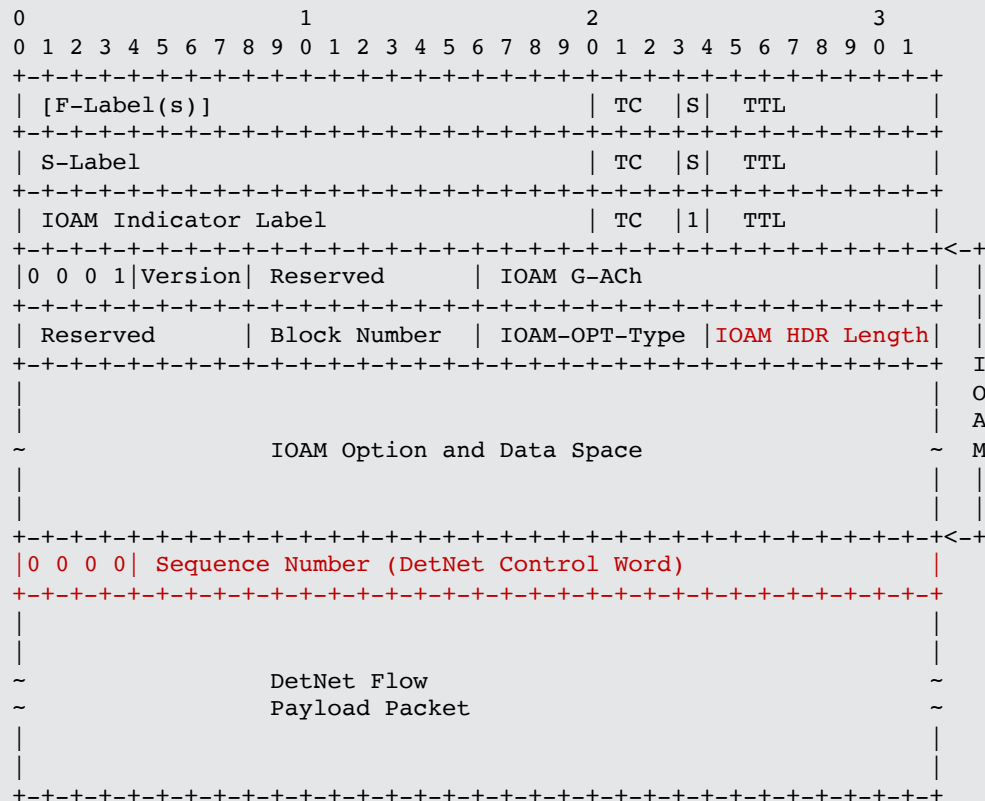 0                   1                   2                   3
0 1 2 3 4 5 6 7 8 9 0 1 2 3 4 5 6 7 8 9 0 1 2 3 4 5 6 7 8 9 0 1
+-+-+-+-+-+-+-+-+-+-+-+-+-+-+-+-+-+-+-+-+-+-+-+-+-+-+-+-+-+-+-+-+
| [F-Label(s)]                          | TC  |S|  TTL          |
+-+-+-+-+-+-+-+-+-+-+-+-+-+-+-+-+-+-+-+-+-+-+-+-+-+-+-+-+-+-+-+-+
| S-Label                               | TC  |S|  TTL          |
+-+-+-+-+-+-+-+-+-+-+-+-+-+-+-+-+-+-+-+-+-+-+-+-+-+-+-+-+-+-+-+-+
| IOAM Indicator Label                  | TC  |1|  TTL          |
+-+-+-+-+-+-+-+-+-+-+-+-+-+-+-+-+-+-+-+-+-+-+-+-+-+-+-+-+-+-+-+-+<-+
|0 0 0 1|Version| Reserved      | IOAM G-ACh                    |  |
+-+-+-+-+-+-+-+-+-+-+-+-+-+-+-+-+-+-+-+-+-+-+-+-+-+-+-+-+-+-+-+-+  |
| Reserved      | Block Number  | IOAM-OPT-Type |IOAM HDR Length|  |
+-+-+-+-+-+-+-+-+-+-+-+-+-+-+-+-+-+-+-+-+-+-+-+-+-+-+-+-+-+-+-+-+  I
|                                                               |  O
|                                                               |  A
~                 IOAM Option and Data Space                    ~  M
|                                                               |  |
|                                                               |  |
+-+-+-+-+-+-+-+-+-+-+-+-+-+-+-+-+-+-+-+-+-+-+-+-+-+-+-+-+-+-+-+-+<-+
|0 0 0 0| Sequence Number (DetNet Control Word)                 |
+-+-+-+-+-+-+-+-+-+-+-+-+-+-+-+-+-+-+-+-+-+-+-+-+-+-+-+-+-+-+-+-+
|                                                               |
|                                                               |
~                 DetNet Flow                                   ~
~                 Payload Packet                                ~
|                                                               |
|                                                               |
+-+-+-+-+-+-+-+-+-+-+-+-+-+-+-+-+-+-+-+-+-+-+-+-+-+-+-+-+-+-+-+-+